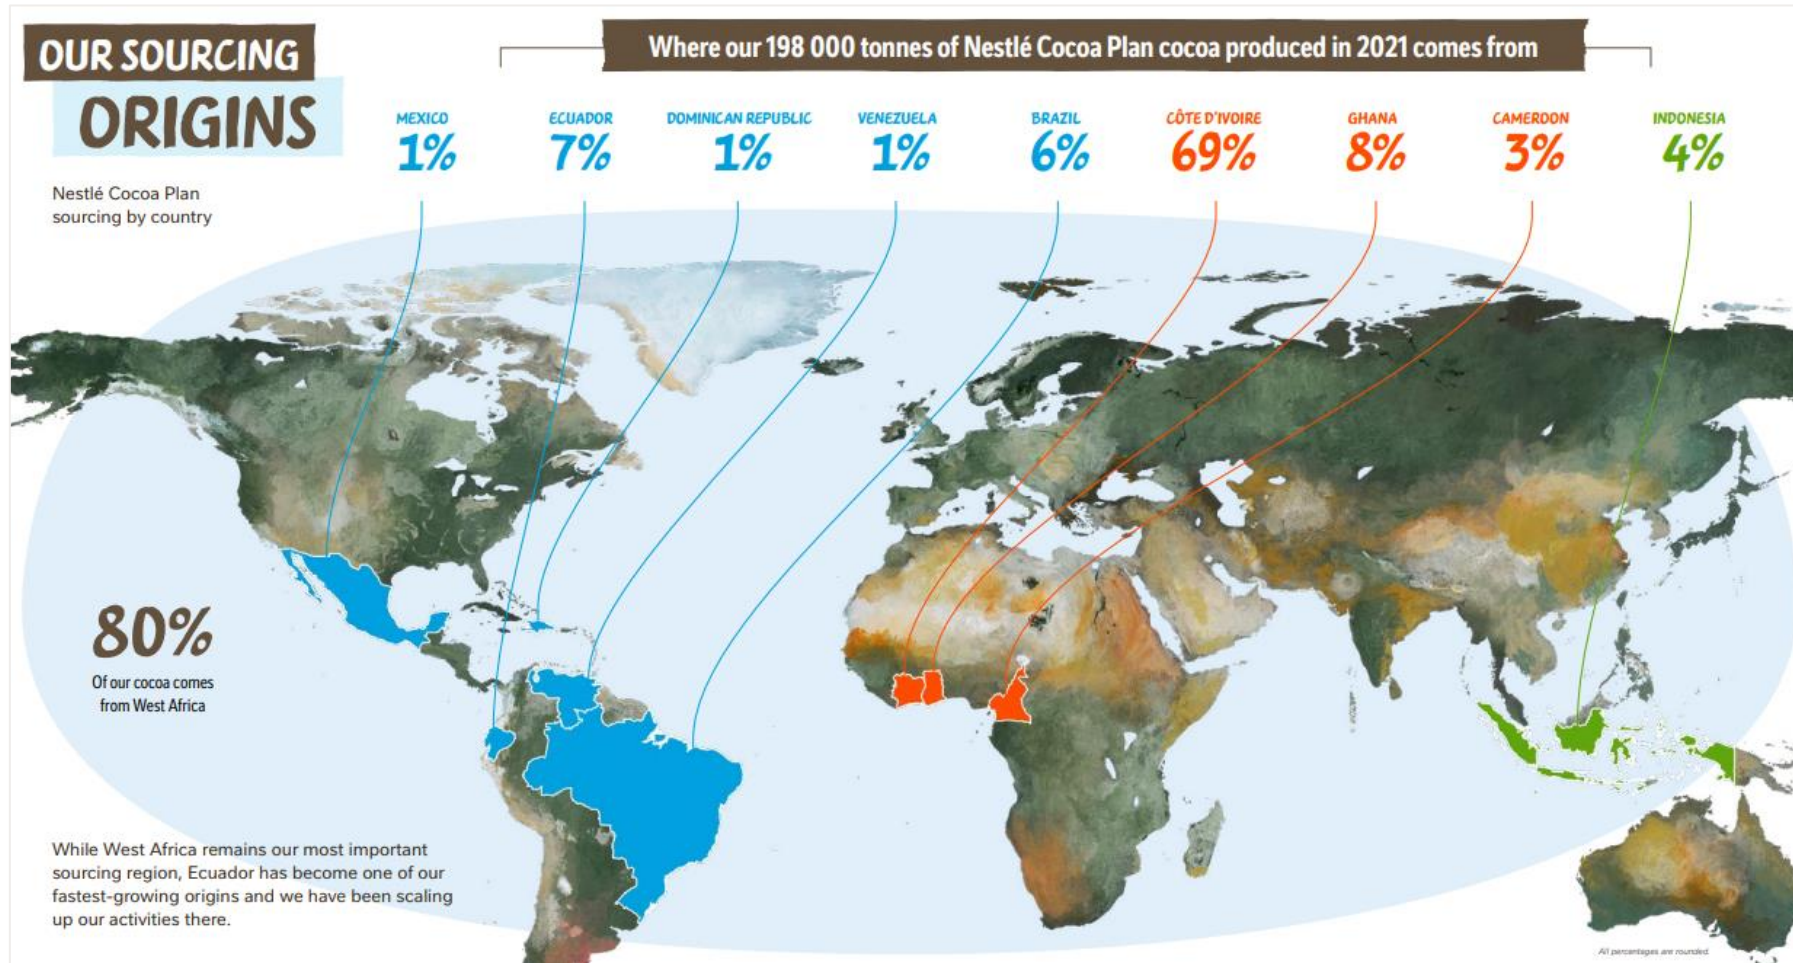 OUR SOURCING
ORIGINS
Nestlé Cocoa Plan
sourcing by country
Where our 198 000 tonnes of Nestlé Cocoa Plan cocoa produced in 2021 comes from
MEXICO
1%
ECUADOR
7%
DOMINICAN REPUBLIC
1%
VENEZUELA
1%
BRAZIL
6%
CÔTE D'IVOIRE
69%
GHANA
8%
CAMERDON
3%
INDONESIA
4%
80%
Of our cocoa comes
from West Africa
While West Africa remains our most important
sourcing region, Ecuador has become one of our
fastest-growing origins and we have been scaling
up our activities there.
All percentages are rounded.